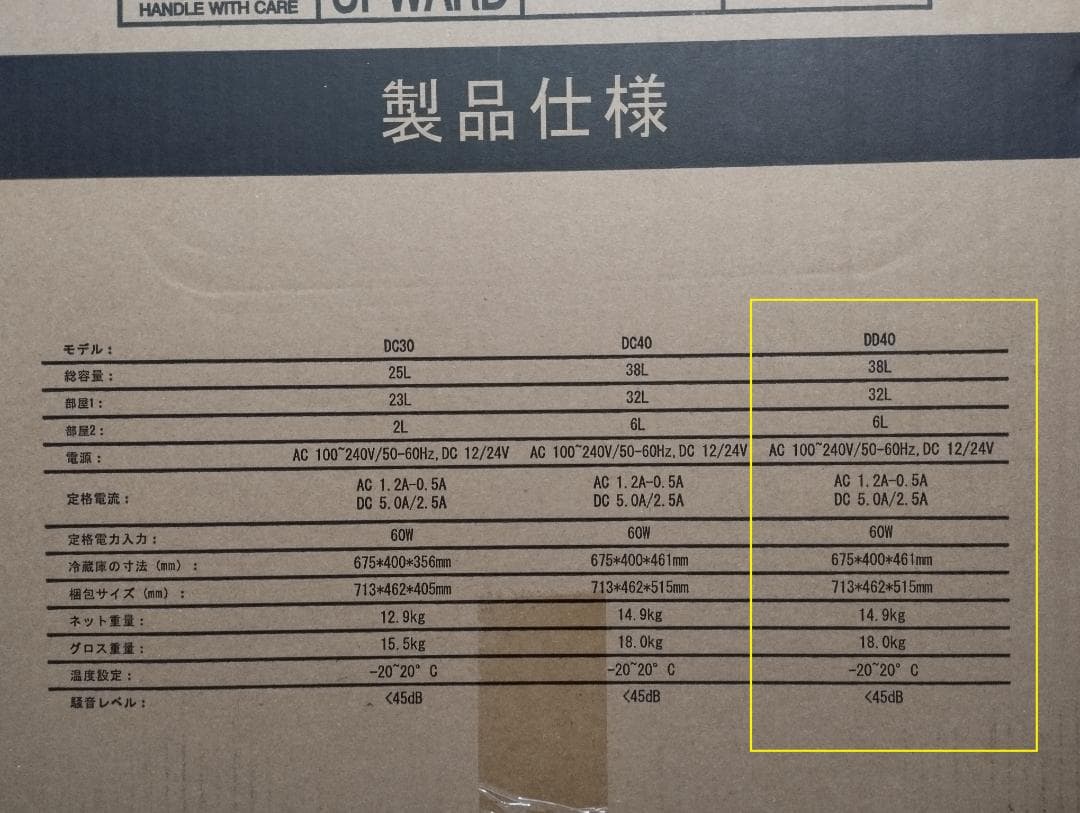 HANDLE WITH CARE
UPWARD
製品仕様
モデル: DC30 DC40 DD40
総容量: 25L 38L 38L
部屋1: 23L 32L 32L
部屋2: 2L 6L 6L
電源: AC 100~240V/50-60Hz, DC 12/24V AC 100~240V/50-60Hz, DC 12/24V AC 100~240V/50-60Hz, DC 12/24V
定格電流: AC 1.2A-0.5A AC 1.2A-0.5A AC 1.2A-0.5A
DC 5.0A/2.5A DC 5.0A/2.5A DC 5.0A/2.5A
定格電力入力: 60W 60W 60W
冷蔵庫の寸法 (mm) : 675*400*356mm 675*400*461mm 675*400*461mm
梱包サイズ (mm) : 713*462*405mm 713*462*515mm 713*462*515mm
ネット重量: 12.9kg 14.9kg 14.9kg
グロス重量: 15.5kg 18.0kg 18.0kg
温度設定: -20~20° C -20~20° C -20~20° C
騒音レベル: <45dB <45dB <45dB